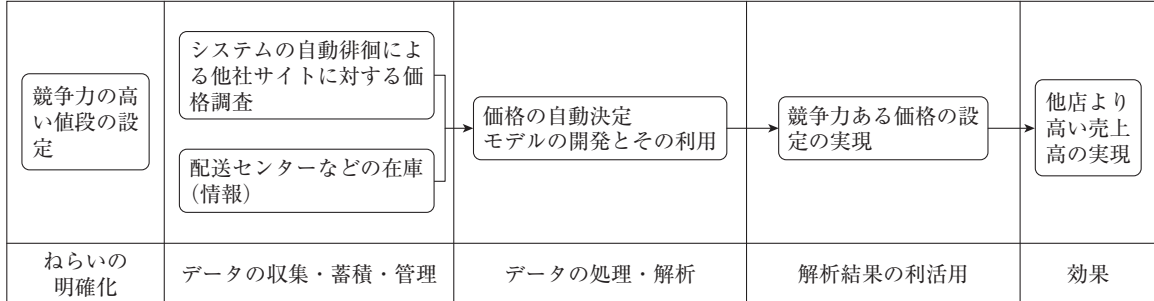 競争力の高
い値段の設
定
システムの自動徘徊によ
る他社サイトに対する価
格調査
配送センターなどの在庫
(情報)
価格の自動決定
モデルの開発とその利用
競争力ある価格の設
定の実現
他店より
高い売上
高の実現
ねらいの
明確化
データの収集・蓄積・管理
データの処理・解析
解析結果の利活用
効果